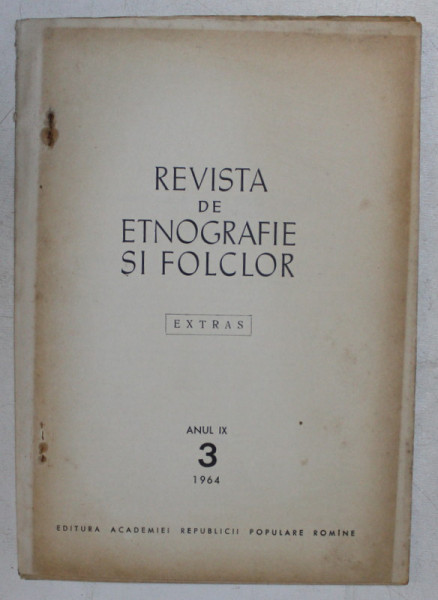 REVISTA
DE
ETNOGRAFIE
ȘI FOLCLOR
EXTRAS
ANUL IX
3
1964
EDITURA ACADEMIEI REPUBLICII POPULARE ROMÎNE